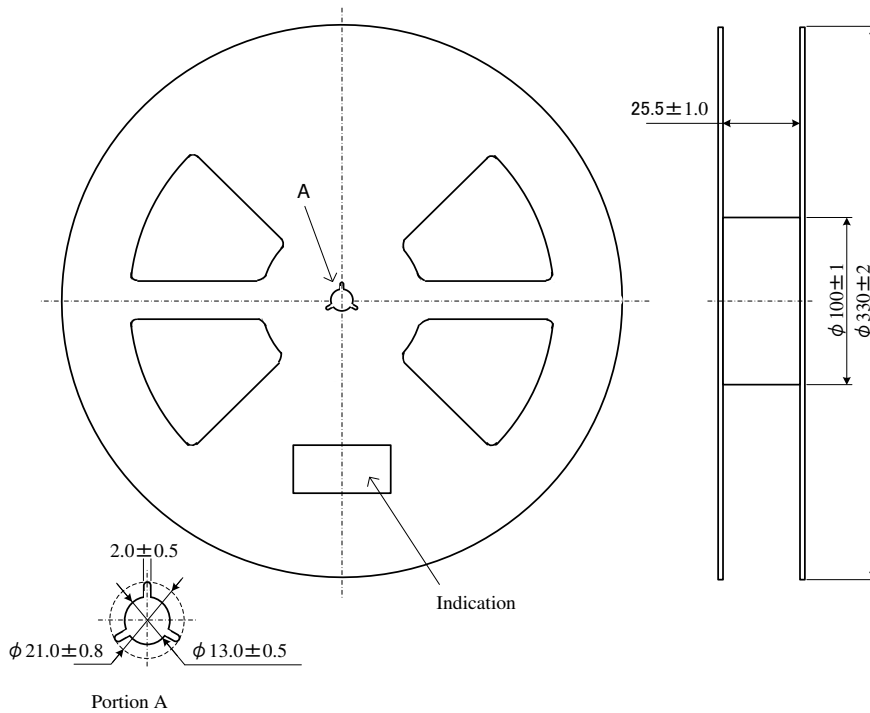 25.5±1.0
A
ϕ100±1
ϕ330±2
2.0±0.5
Indication
ϕ21.0±0.8
ϕ13.0±0.5
Portion A